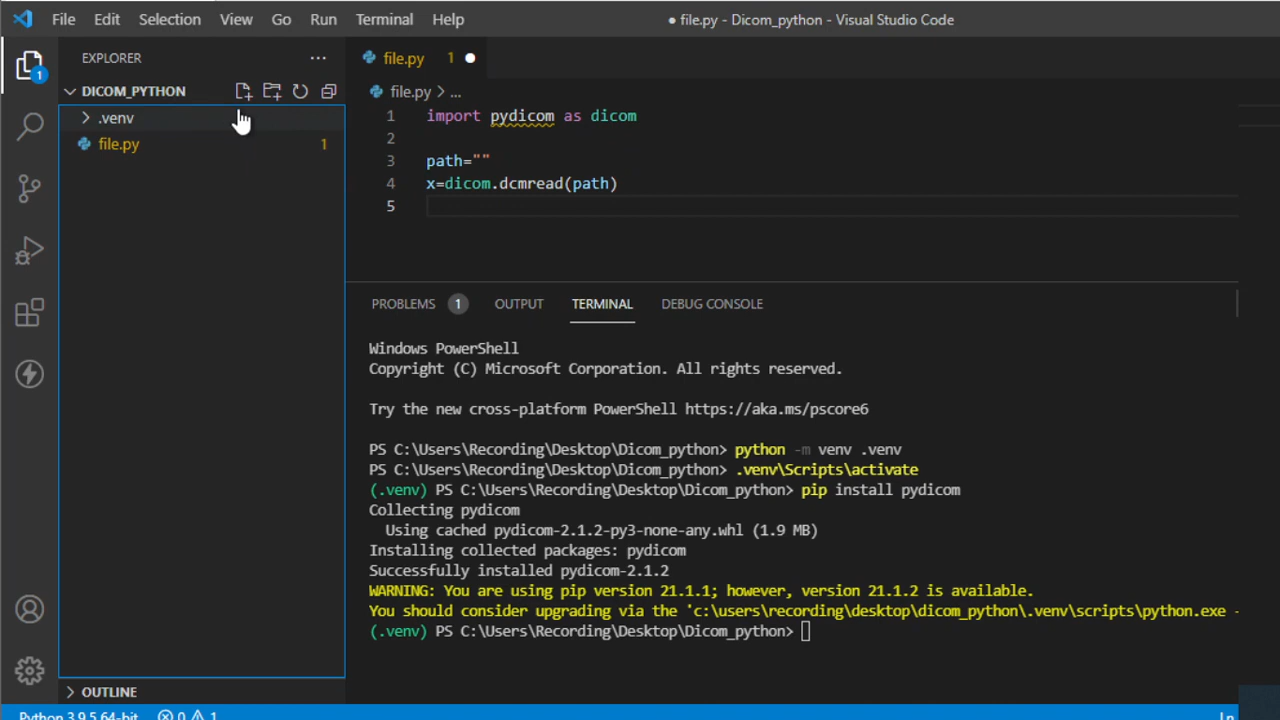 File Edit Selection View Go Run Terminal Help ● file.py - Dicom_python - Visual Studio Code
EXPLORER ...
1
DICOM_PYTHON
.venv
file.py 1
file.py 1 ●
file.py > ...
1 import pydicom as dicom
2
3 path=""
4 x=dicom.dcmread(path)
5
PROBLEMS 1 OUTPUT TERMINAL DEBUG CONSOLE
Windows PowerShell
Copyright (C) Microsoft Corporation. All rights reserved.
Try the new cross-platform PowerShell https://aka.ms/pscore6
PS C:\Users\Recording\Desktop\Dicom_python> python -m venv .venv
PS C:\Users\Recording\Desktop\Dicom_python> .venv\Scripts\activate
(.venv) PS C:\Users\Recording\Desktop\Dicom_python> pip install pydicom
Collecting pydicom
Using cached pydicom-2.1.2-py3-none-any.whl (1.9 MB)
Installing collected packages: pydicom
Successfully installed pydicom-2.1.2
WARNING: You are using pip version 21.1.1; however, version 21.1.2 is available.
You should consider upgrading via the 'c:\users\recording\desktop\dicom_python\.venv\scripts\python.exe -
(.venv) PS C:\Users\Recording\Desktop\Dicom_python>
OUTLINE
Python 3.9.5 64-bit 0 1 Ln